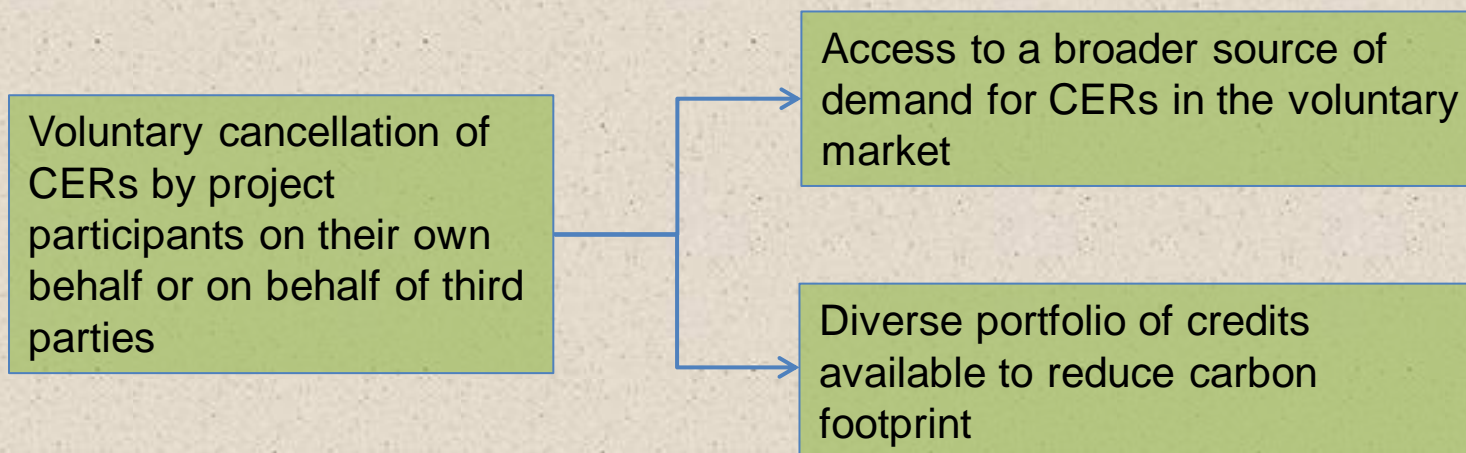 Voluntary cancellation of
CERs by project
participants on their own
behalf or on behalf of third
parties
Access to a broader source of
demand for CERs in the voluntary
market
Diverse portfolio of credits
available to reduce carbon
footprint